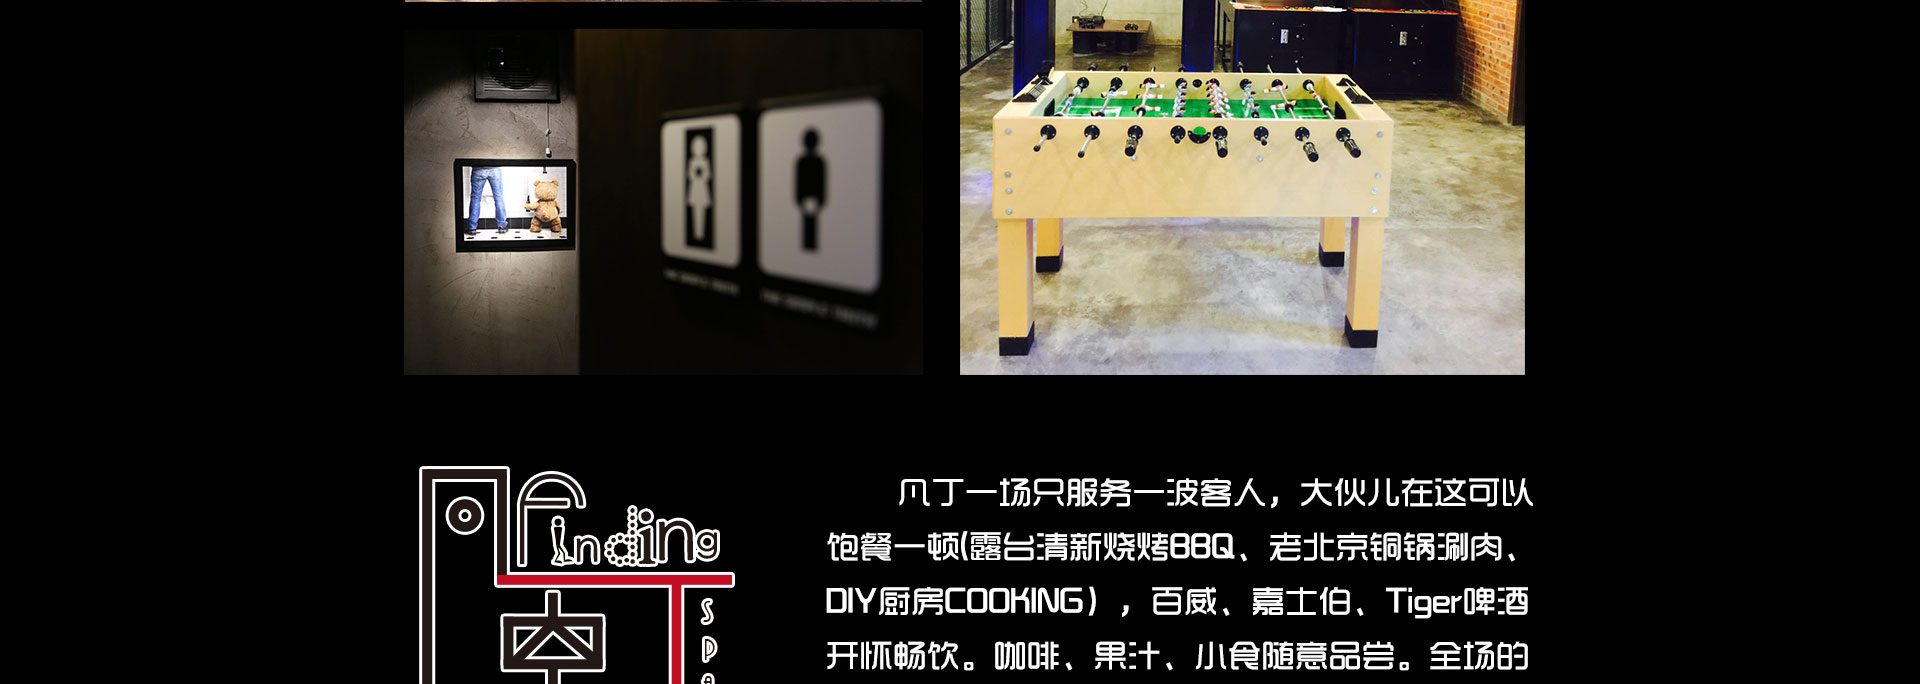 Finding
SPA
凡丁一场只服务一波客人，大伙儿在这可以
饱餐一顿(露台清新烧烤BBQ、老北京铜锅涮肉、
DIY厨房COOKING），百威、嘉士伯、Tiger啤酒
开怀畅饮。咖啡、果汁、小食随意品尝。全场的